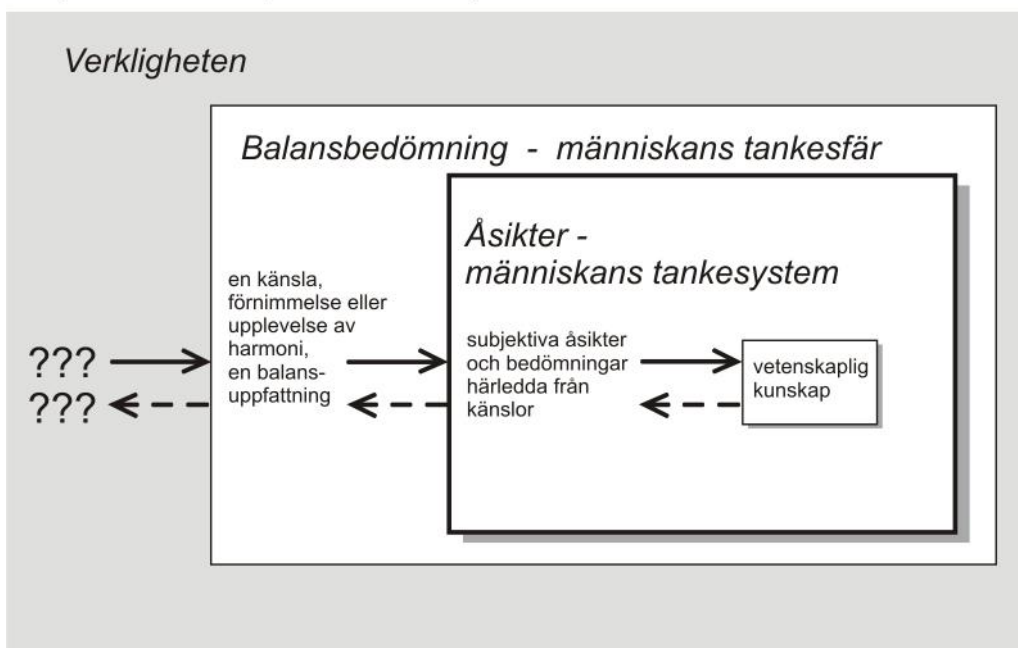 Verkligheten
Balansbedömning - människans tankesfär
Åsikter -
människans tankesystem
en känsla,
förnimmelse eller
upplevelse av
harmoni,
en balans-
uppfattning
???
???
subjektiva åsikter
och bedömningar
härledda från
känslor
vetenskaplig
kunskap